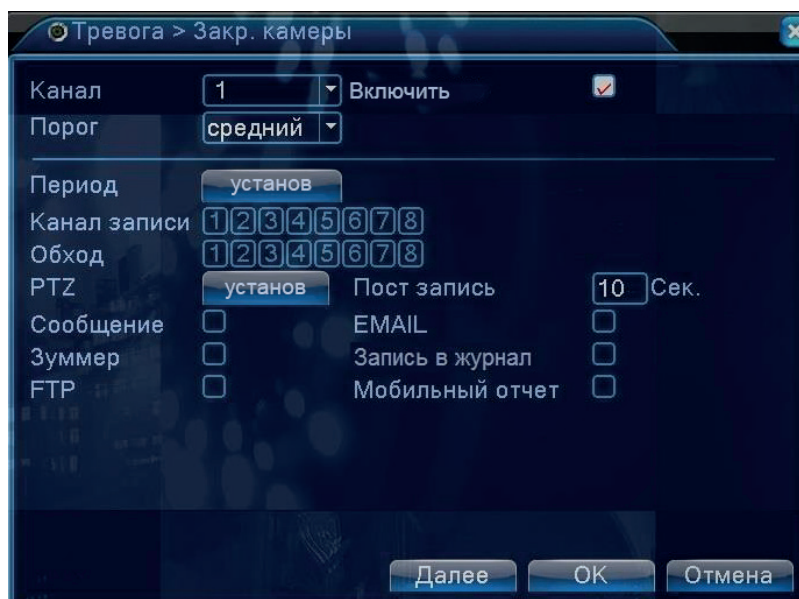 Тревога > Закр. камеры
Канал 1 Включить
Порог средний
Период установ
Канал записи 1 2 3 4 5 6 7 8
Обход 1 2 3 4 5 6 7 8
PTZ установ Пост запись 10 Сек.
Сообщение EMAIL
Зуммер Запись в журнал
FTP Мобильный отчет
Далее OK Отмена